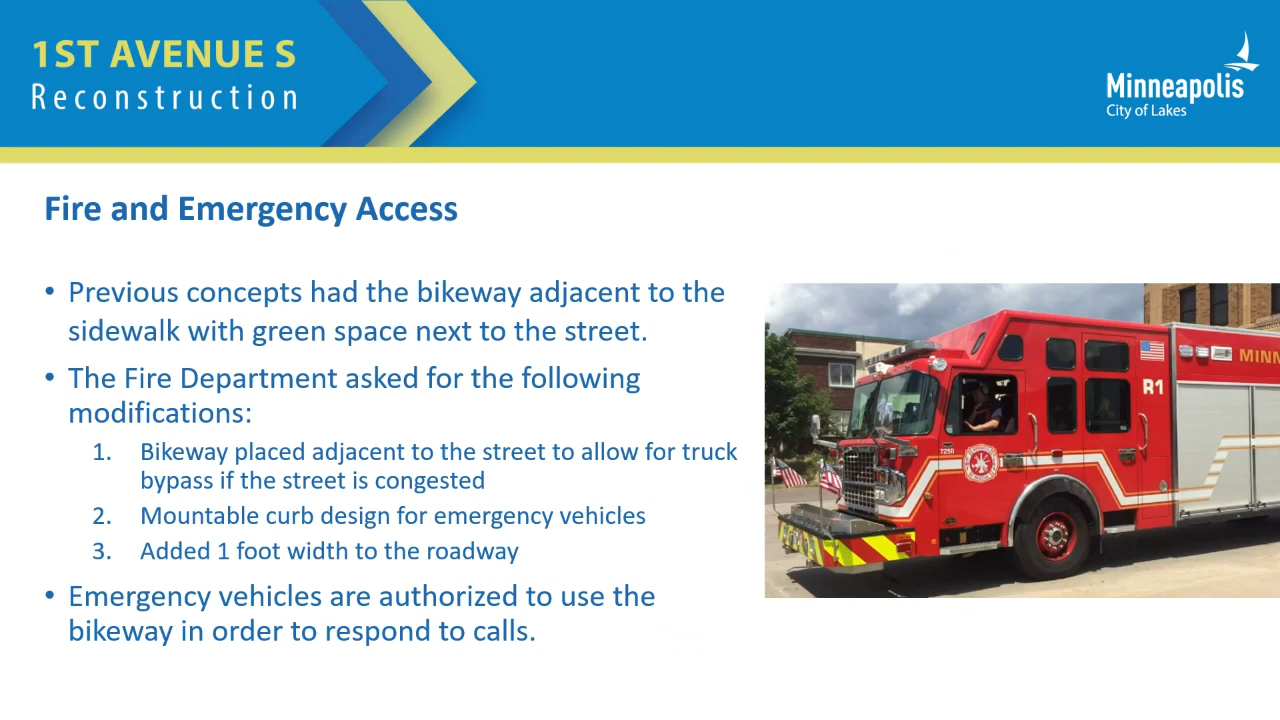 1ST AVENUE S
Reconstruction
Minneapolis
City of Lakes
Fire and Emergency Access
• Previous concepts had the bikeway adjacent to the
sidewalk with green space next to the street.
• The Fire Department asked for the following
modifications:
1. Bikeway placed adjacent to the street to allow for truck
bypass if the street is congested
2. Mountable curb design for emergency vehicles
3. Added 1 foot width to the roadway
• Emergency vehicles are authorized to use the
bikeway in order to respond to calls.
MINN
R1
72511